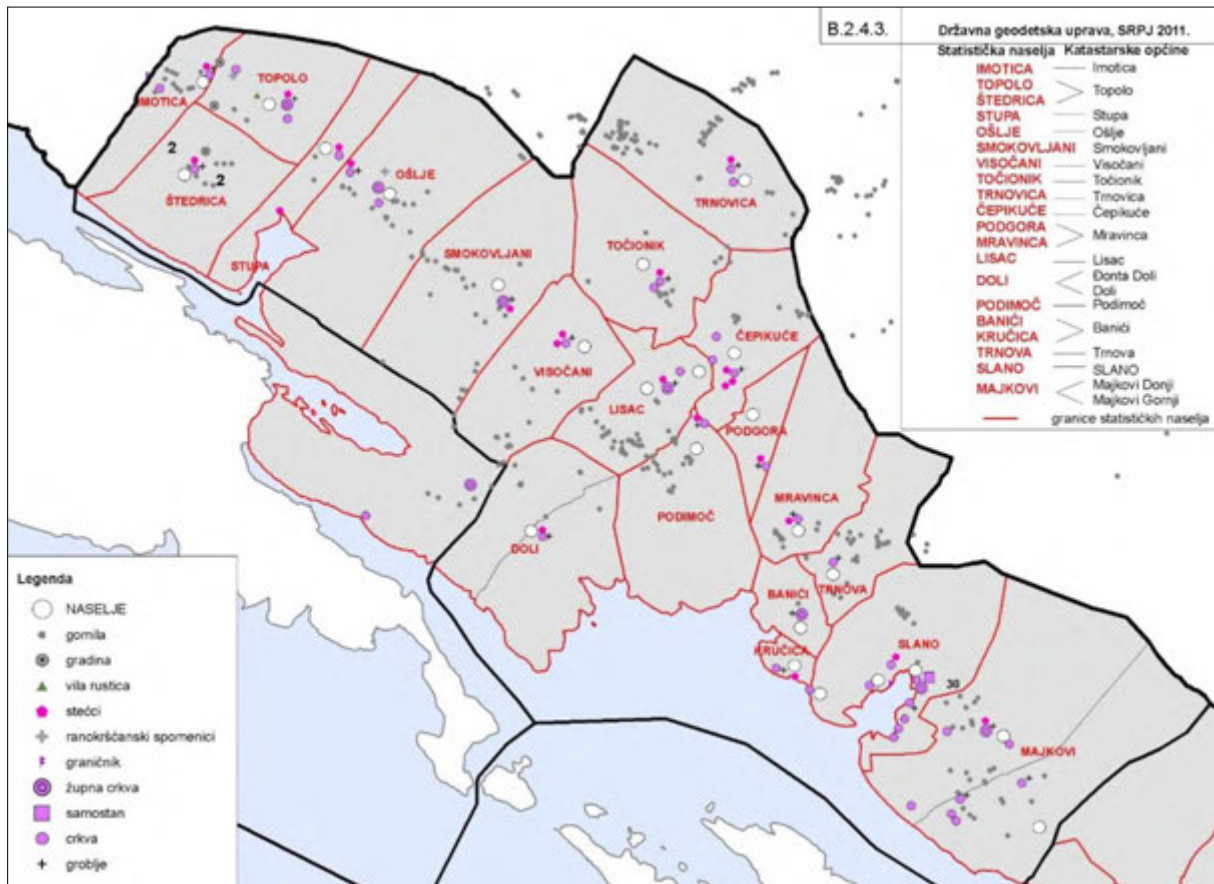 B.2.4.3.
Državna geodetska uprava, SRPJ 2011.
Statistička naselja Katastarske općine
IMOTICA Imotica
TOPOLO Topolo
ŠTEDRICA
STUPA Stupa
OŠLJE Ošlje
SMOKOVLJANI Smokovljani
VISOČANI Visočani
TOČIONIK Točionik
TRNOVICA Trnovica
ČEPIKUĆE Čepikuće
PODGORA Mravinca
MRAVINCA
LISAC Lisac
DOLI Đonta Doli
Doli
PODIMOČ Podimoč
BANIĆI Banići
KRUČICA
TRNOVA Trnova
SLANO SLANO
MAJKOVI Majkovi Donji
Majkovi Gornji
granice statističkih naselja
IMOTICA
TOPOLO
2
2
ŠTEDRICA
STUPA
OŠLJE
SMOKOVLJANI
VISOČANI
TOČIONIK
TRNOVICA
ČEPIKUĆE
LISAC
PODGORA
MRAVINCA
PODIMOČ
DOLI
BANIĆI
TRNOVA
KRUČICA
SLANO
30
MAJKOVI
Legenda
NASELJE
gomila
gradina
vila rustica
stećci
ranokršćanski spomenici
graničnik
župna crkva
samostan
crkva
groblje